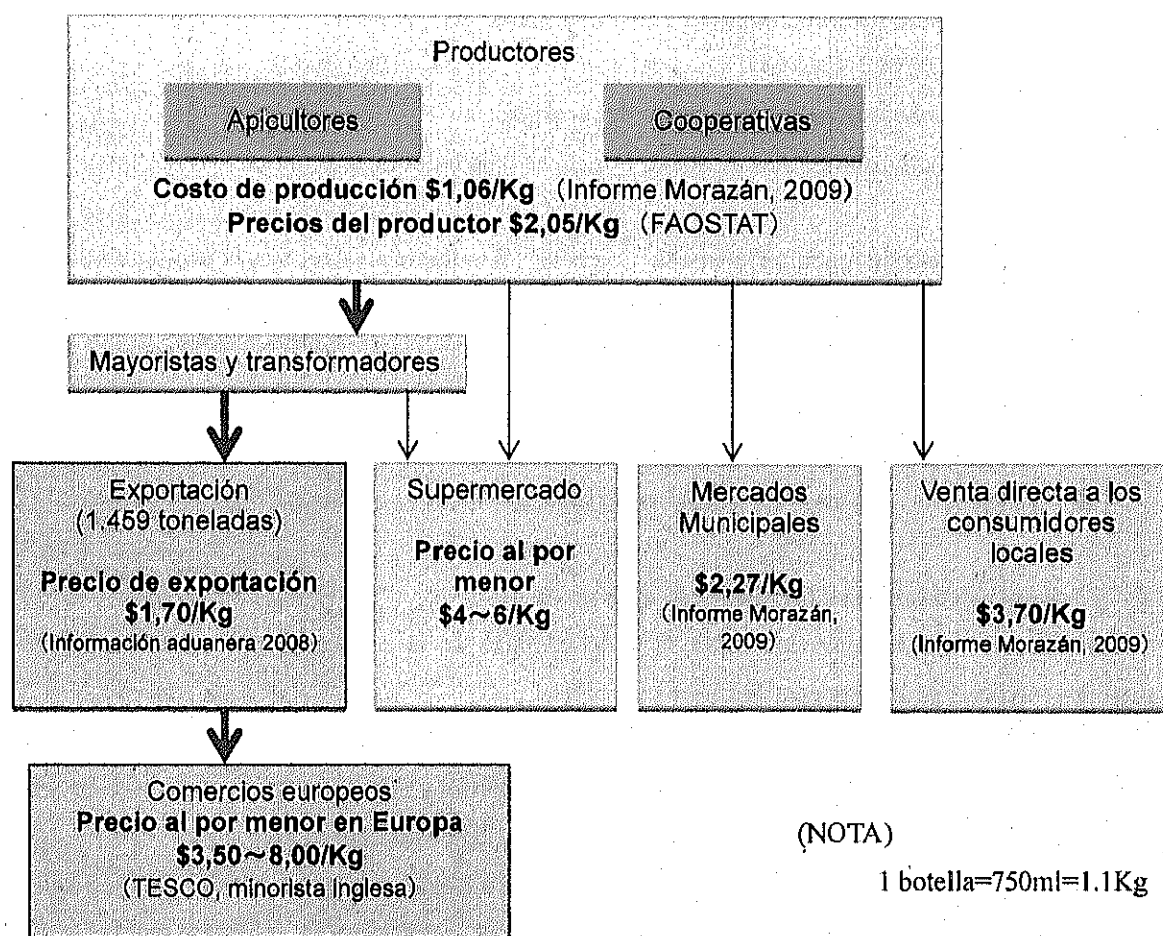 Productores
Apicultores
Cooperativas
Costo de producción $1,06/Kg (Informe Morazán, 2009)
Precios del productor $2,05/Kg (FAOSTAT)
Mayoristas y transformadores
Exportación
(1.459 toneladas)
Precio de exportación
$1,70/Kg
(Información aduanera 2008)
Supermercado
Precio al por
menor
$4~6/Kg
Mercados
Municipales
$2,27/Kg
(Informe Morazán,
2009)
Venta directa a los
consumidores
locales
$3,70/Kg
(Informe Morazán, 2009)
Comercios europeos
Precio al por menor en Europa
$3,50~8,00/Kg
(TESCO, minorista Inglesa)
(NOTA)
1 botella=750ml=1.1Kg